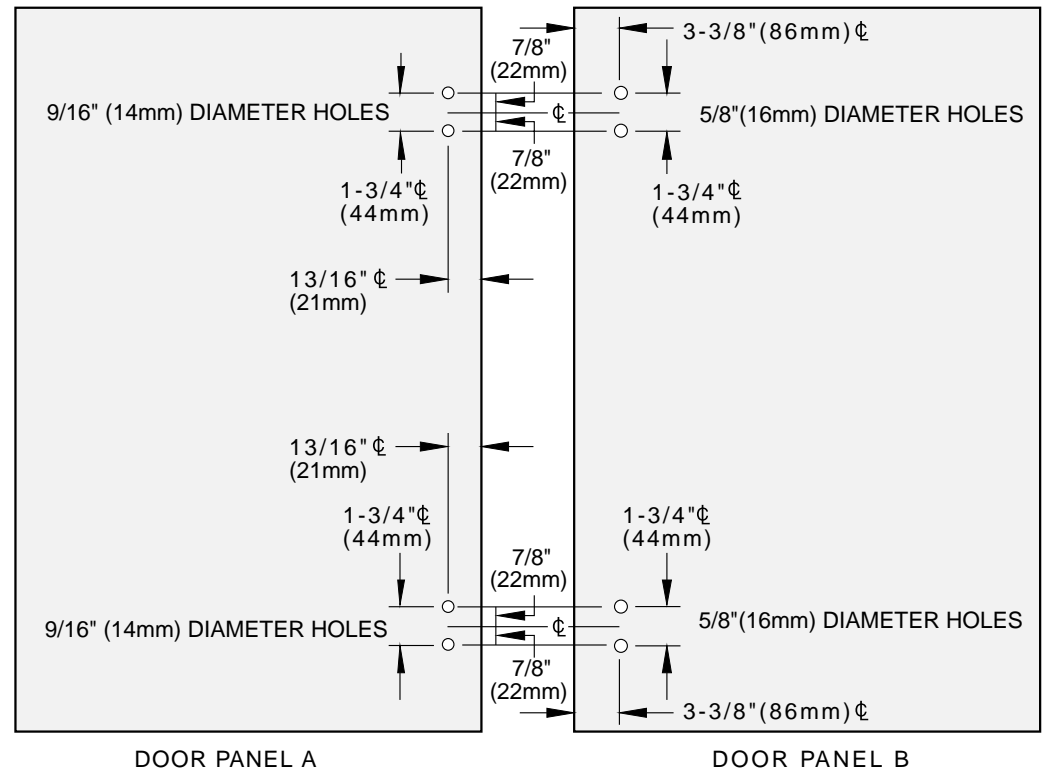 3-3/8"(86mm) ℄
7/8"
(22mm)
9/16" (14mm) DIAMETER HOLES
℄
5/8"(16mm) DIAMETER HOLES
7/8"
(22mm)
1-3/4"℄
(44mm)
1-3/4"℄
(44mm)
13/16" ℄
(21mm)
13/16" ℄
(21mm)
1-3/4"℄
(44mm)
1-3/4"℄
(44mm)
7/8"
(22mm)
9/16" (14mm) DIAMETER HOLES
℄
5/8"(16mm) DIAMETER HOLES
7/8"
(22mm)
3-3/8"(86mm) ℄
DOOR PANEL A
DOOR PANEL B